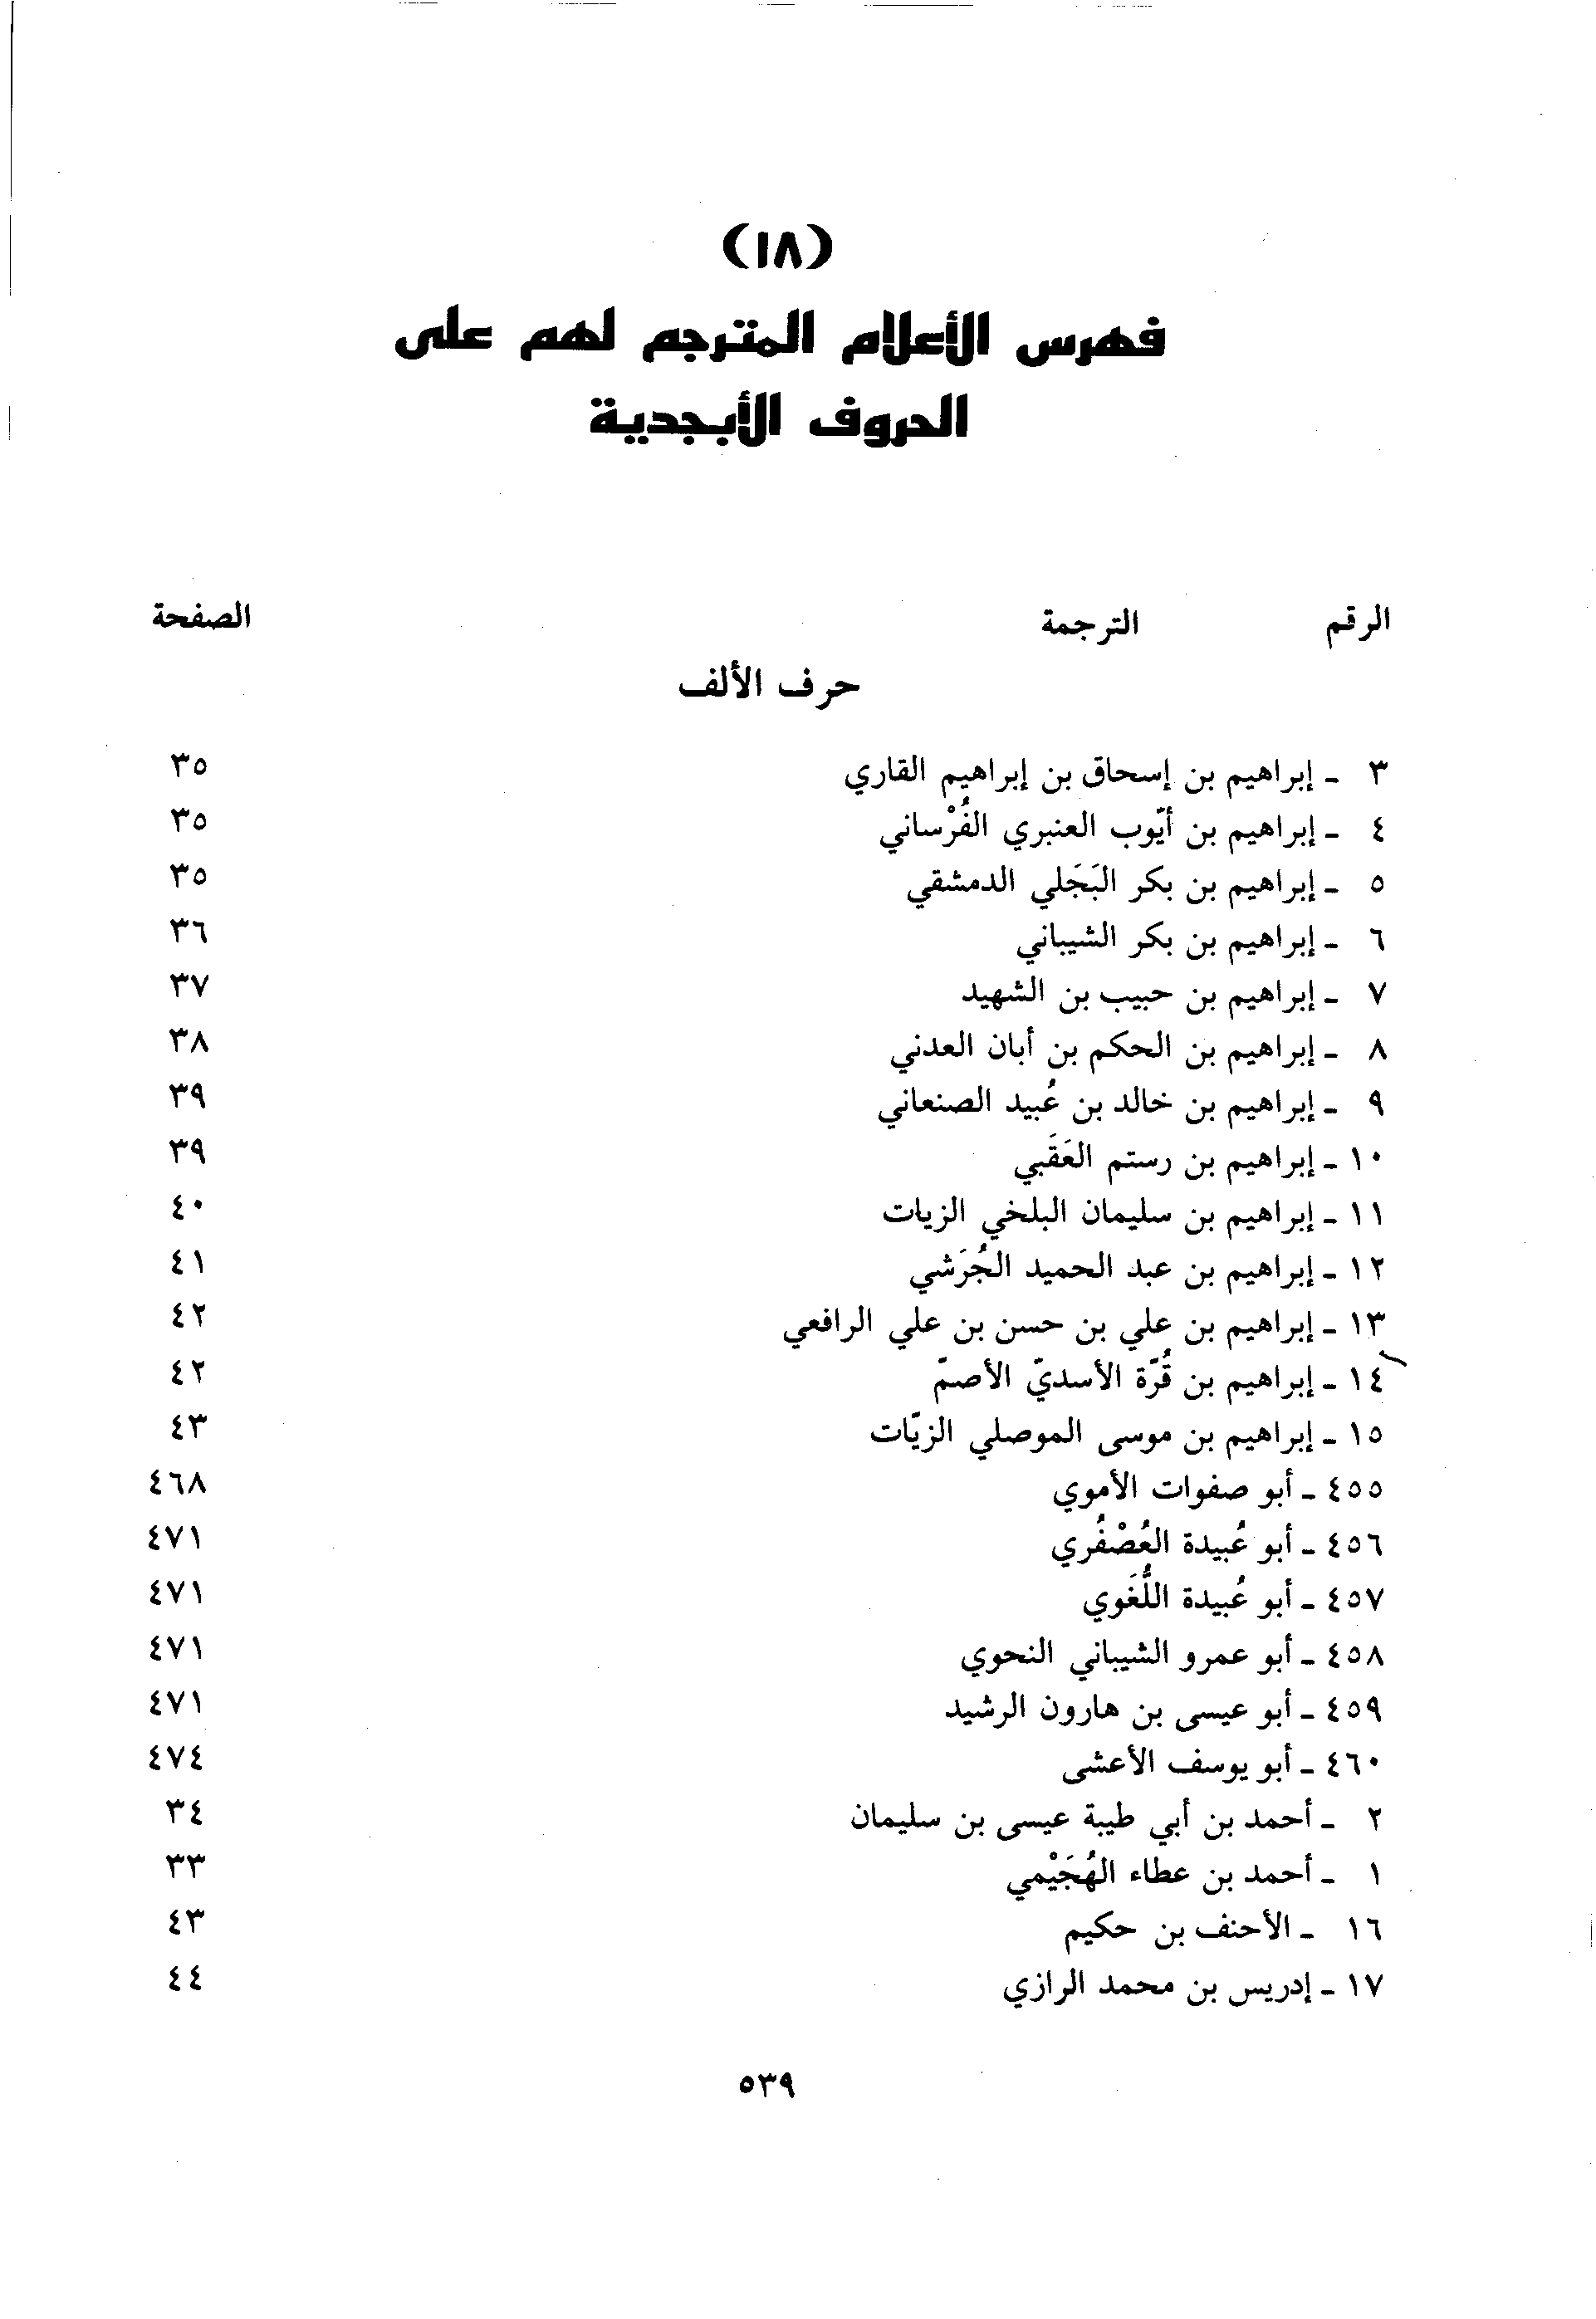 (١٨)
فهرس الأعلام المترجم لهم على
الحروف الأبجدية
الرقم الترجمة الصفحة
حرف الألف
٣ - إبراهيم بن إسحاق بن إبراهيم القاري ٣٥
٤ - إبراهيم بن أيّوب العنبري الفُرْساني ٣٥
٥ - إبراهيم بن بكر البَجَلي الدمشقي ٣٥
٦ - إبراهيم بن بكر الشيباني ٣٦
٧ - إبراهيم بن حبيب بن الشهيد ٣٧
٨ - إبراهيم بن الحكم بن أبان العدني ٣٨
٩ - إبراهيم بن خالد بن عُبيد الصنعاني ٣٩
١٠ - إبراهيم بن رستم العَقَبي ٣٩
١١ - إبراهيم بن سليمان البلخي الزيات ٤٠
١٢ - إبراهيم بن عبد الحميد الجُرَشي ٤١
١٣ - إبراهيم بن علي بن حسن بن علي الرافعي ٤٢
١٤ - إبراهيم بن قُرّة الأسديّ الأصمّ ٤٢
١٥ - إبراهيم بن موسى الموصلي الزيّات ٤٣
٤٥٥ - أبو صفوات الأموي ٤٦٨
٤٥٦ - أبو عُبيدة العُصْفُري ٤٧١
٤٥٧ - أبو عُبيدة اللُّغَوي ٤٧١
٤٥٨ - أبو عمرو الشيباني النحوي ٤٧١
٤٥٩ - أبو عيسى بن هارون الرشيد ٤٧١
٤٦٠ - أبو يوسف الأعشى ٤٧٤
٢ - أحمد بن أبي طيبة عيسى بن سليمان ٣٤
١ - أحمد بن عطاء الهُجَيْمي ٣٣
١٦ - الأحنف بن حكيم ٤٣
١٧ - إدريس بن محمد الرازي ٤٤
٥٣٩